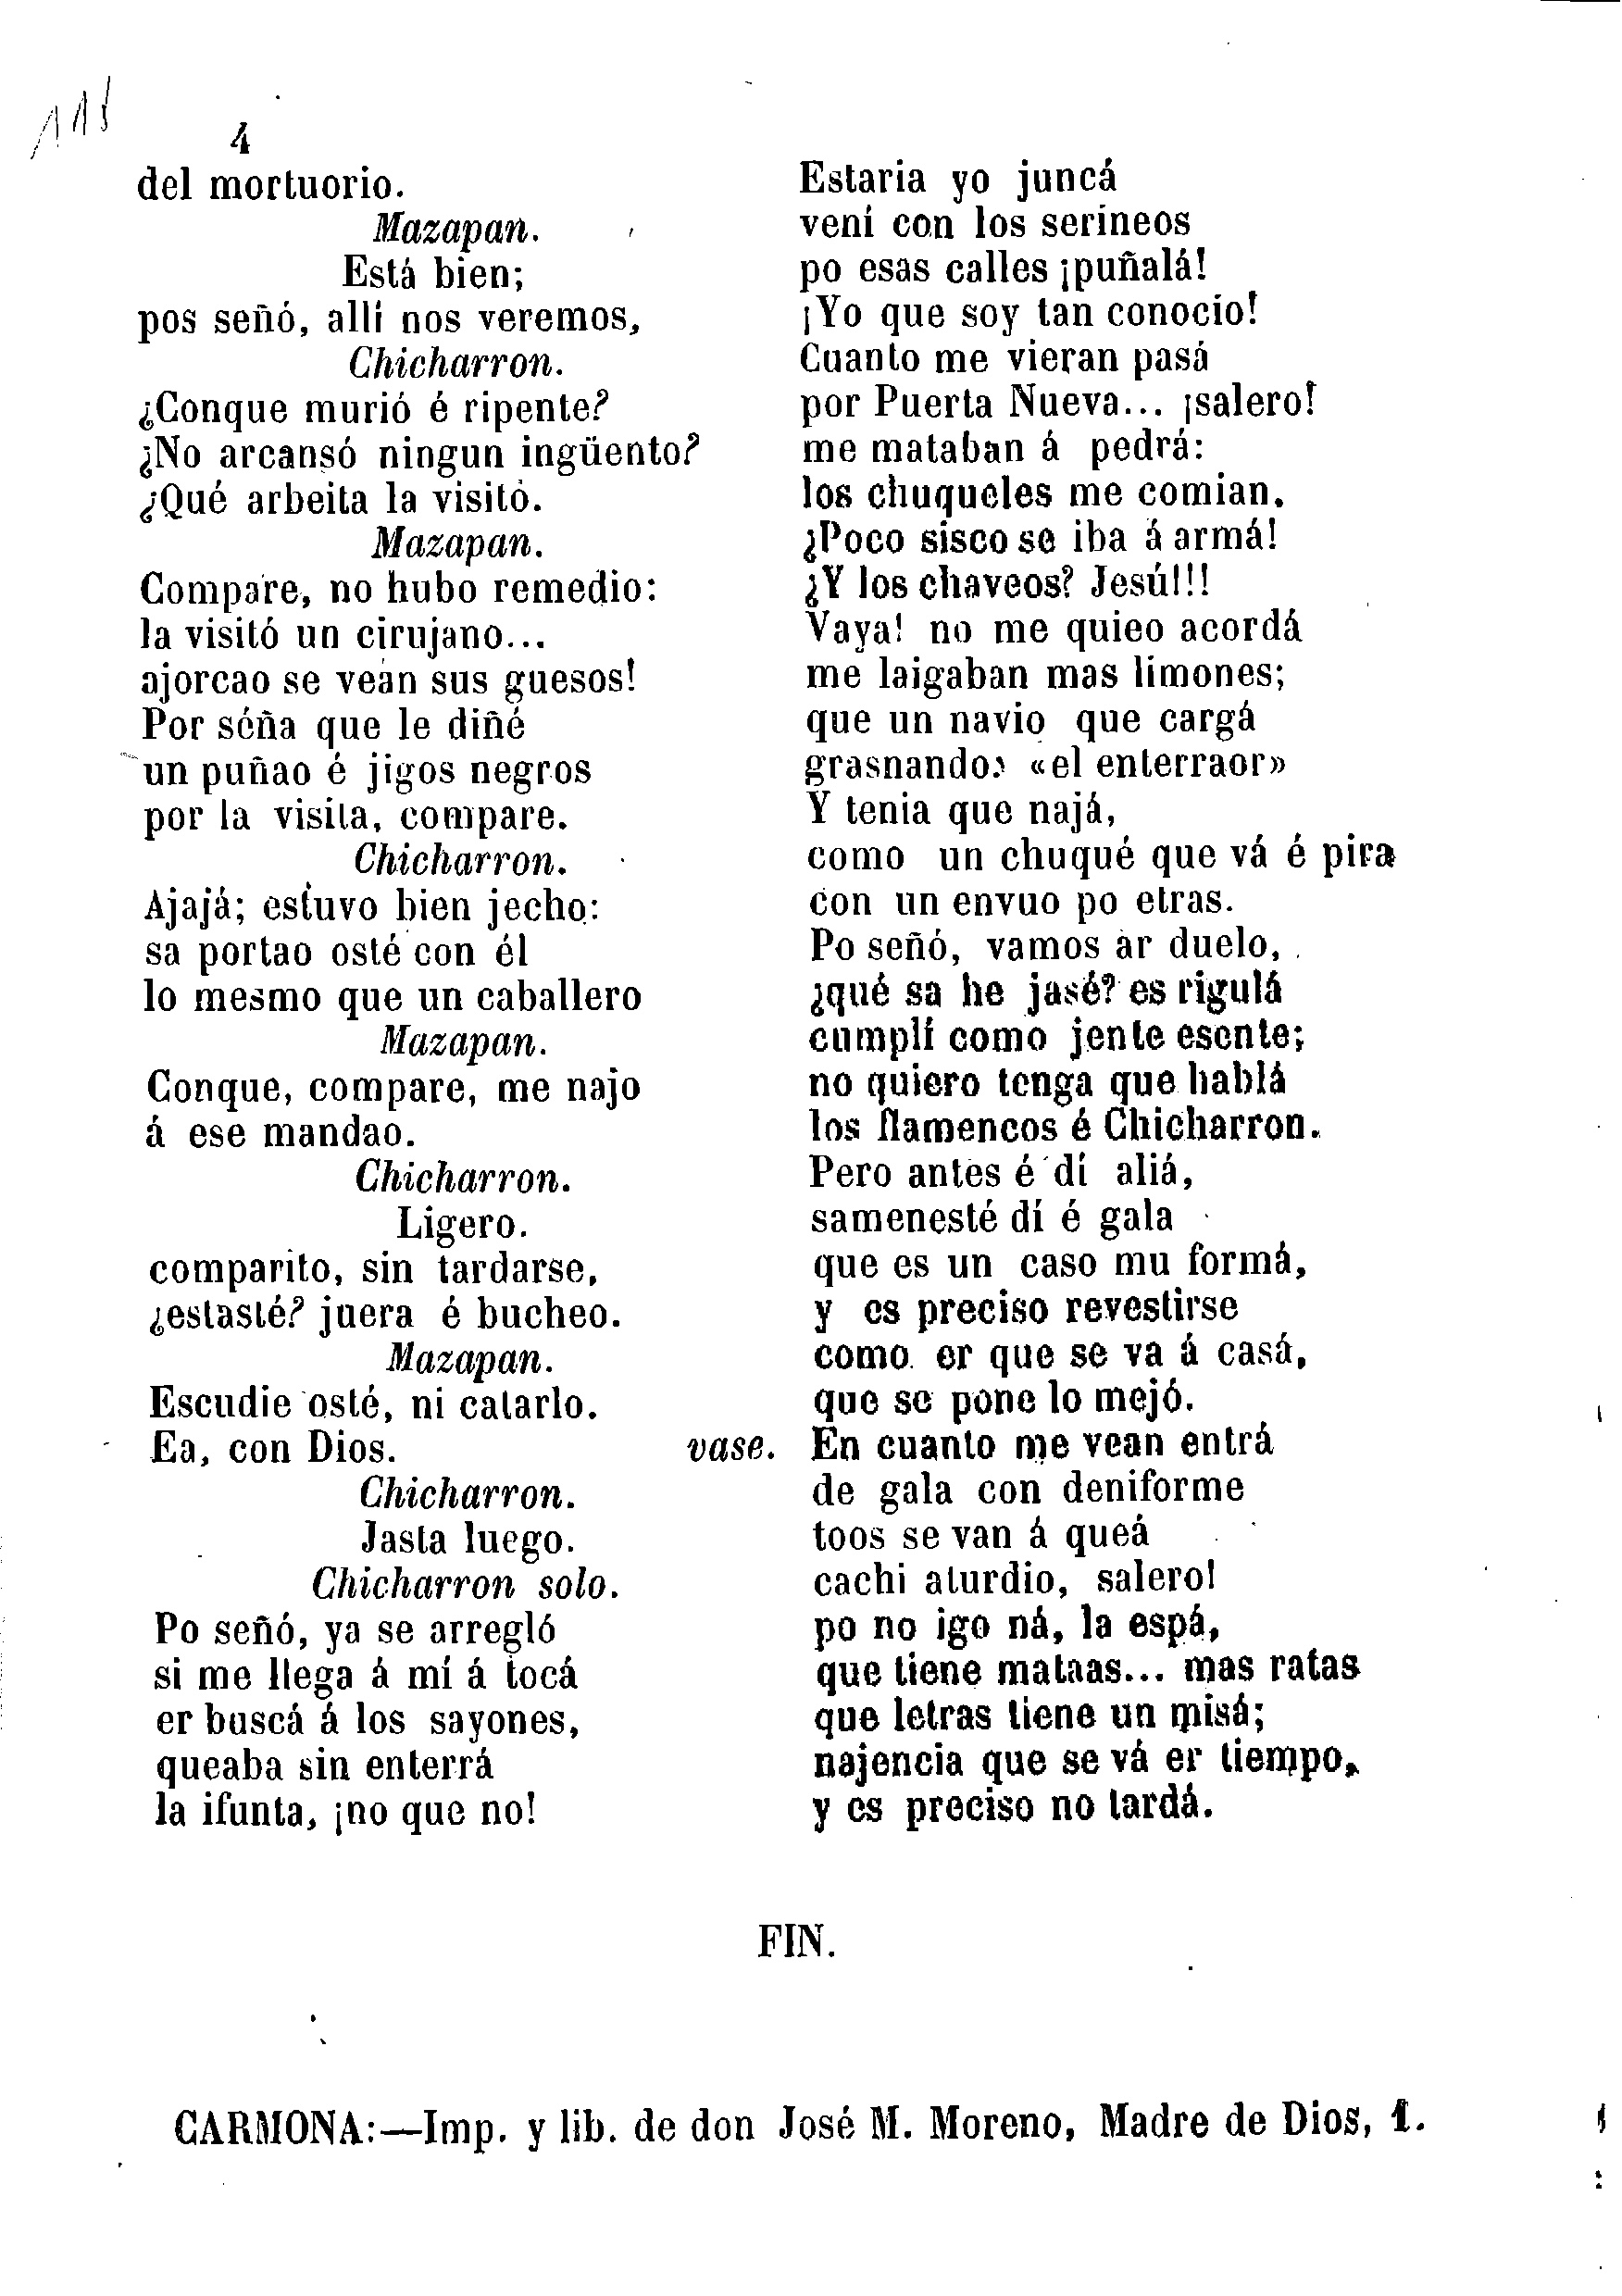 4
del mortuorio.
Mazapan.
Está bien;
pos señó, alli nos veremos,
Chicharron.
¿Conque murió é ripente?
¿No arcansó ningun ingüento?
¿Qué arbeita la visitó.
Mazapan.
Compare, no hubo remedio:
la visitó un cirujano...
ajorcao se vean sus guesos!
Por séña que le diñé
un puñao é jigos negros
por la visita, compare.
Chicharron.
Ajajá; estuvo bien jecho:
sa portao osté con él
lo mesmo que un caballero
Mazapan.
Conque, compare, me najo
á ese mandao.
Chicharron.
Ligero.
comparito, sin tardarse,
¿estasté? juera é bucheo.
Mazapan.
Escudie osté, ni catarlo.
Ea, con Dios. vase.
Chicharron.
Jasta luego.
Chicharron solo.
Po señó, ya se arregló
si me llega á mí á tocá
er buscá á los sayones,
queaba sin enterrá
la ifunta, ¡no que no!
Estaria yo juncá
vení con los serineos
po esas calles ¡puñalá!
¡Yo que soy tan conocio!
Cuanto me vieran pasá
por Puerta Nueva... ¡salero!
me mataban á pedrá:
los chuqueles me comian.
¿Poco sisco se iba á armá!
¿Y los chaveos? Jesú!!!
Vaya! no me quieo acordá
me laigaban mas limones;
que un navio que cargá
grasnando: «el enterraor»
Y tenia que najá,
como un chuqué que vá é pira
con un envuo po etras.
Po señó, vamos ar duelo,
¿qué sa he jasé? es rigulá
cumplí como jente esente;
no quiero tenga que hablá
los flamencos é Chicharron.
Pero antes é dí aliá,
samenesté dí é gala
que es un caso mu formá,
y es preciso revestirse
como er que se va á casá,
que se pone lo mejó.
En cuanto me vean entrá
de gala con deniforme
toos se van á queá
cachi aturdio, salero!
po no igo ná, la espá,
que tiene mataas... mas ratas
que letras tiene un misá;
najencia que se vá er tiempo,
y es preciso no tardá.
FIN.
CARMONA:—Imp. y lib. de don José M. Moreno, Madre de Dios, 1.